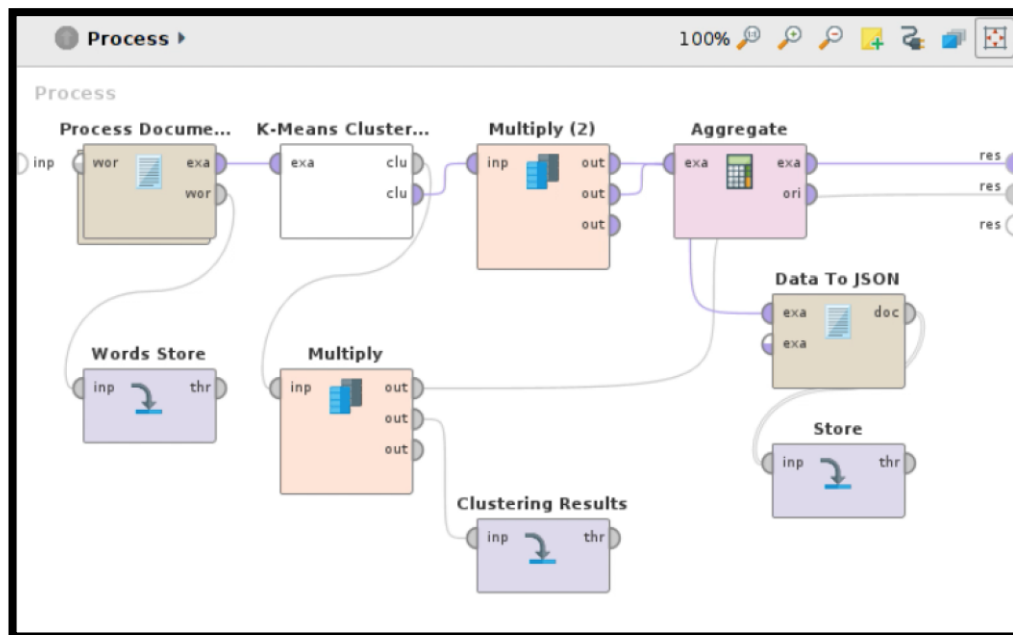 Process
100%
Process
Process Docume...
K-Means Cluster...
Multiply (2)
Aggregate
inp
wor
exa
wor
exa
clu
clu
inp
out
out
out
exa
exa
ori
res
res
res
Data To JSON
exa
doc
exa
Words Store
inp
thr
Multiply
inp
out
out
out
Store
inp
thr
Clustering Results
inp
thr